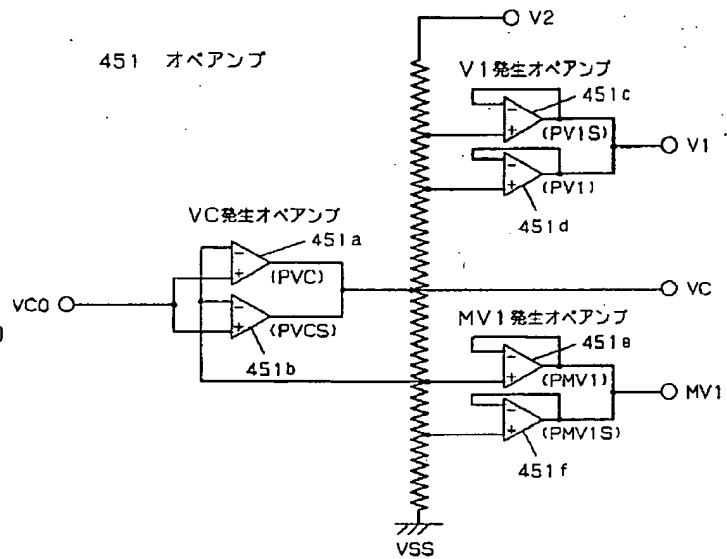 451 オペアンプ
V2
V1発生オペアンプ
451c
(PV1S)
V1
(PV1)
451d
VC発生オペアンプ
451a
(PVC)
VC0
VC
(PVCS)
451b
MV1発生オペアンプ
451e
(PMV1)
MV1
(PMV1S)
451f
VSS